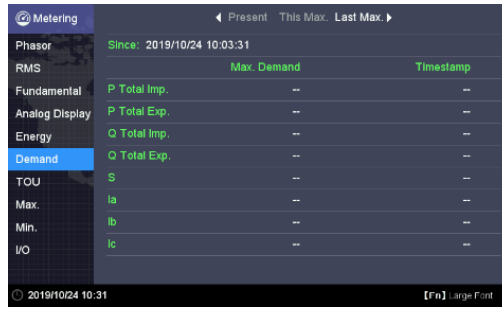 Metering
Present This Max. Last Max.
Phasor
RMS
Fundamental
Analog Display
Energy
Demand
TOU
Max.
Min.
I/O
Since: 2019/10/24 10:03:31
Max. Demand Timestamp
P Total Imp. -- --
P Total Exp. -- --
Q Total Imp. -- --
Q Total Exp. -- --
S -- --
Ia -- --
Ib -- --
Ic -- --
2019/10/24 10:31
【Fn】Large Font